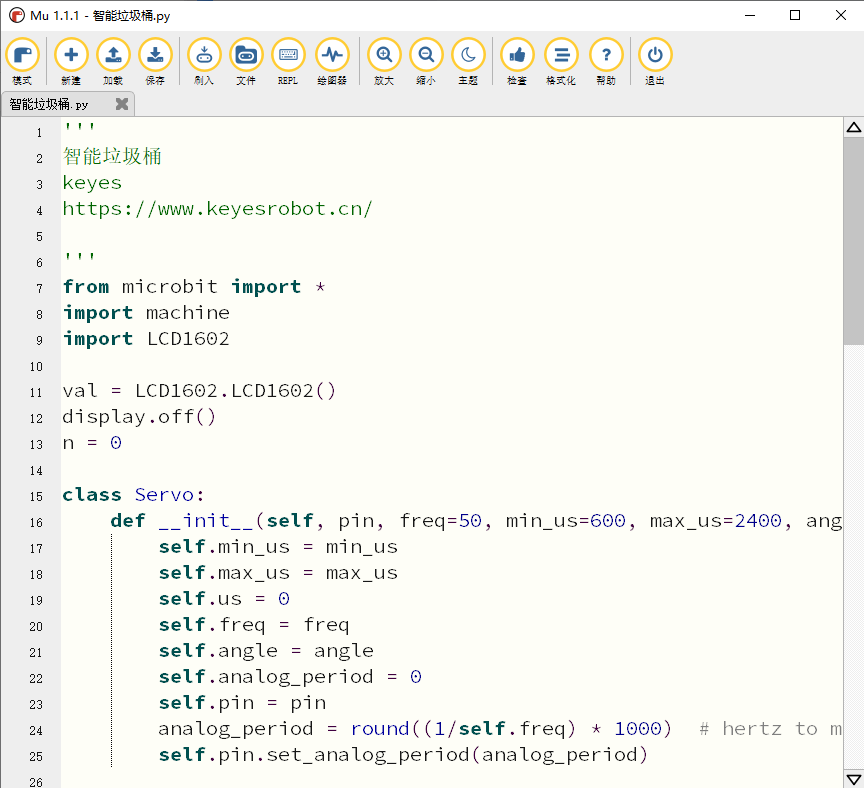 Mu 1.1.1 - 智能垃圾桶.py
模式 新建 加载 保存 刷入 文件 REPL 绘图器 放大 缩小 主题 检查 格式化 帮助 退出
智能垃圾桶.py
1 '''
2 智能垃圾桶
3 keyes
4 https://www.keyesrobot.cn/
5
6 '''
7 from microbit import *
8 import machine
9 import LCD1602
10
11 val = LCD1602.LCD1602()
12 display.off()
13 n = 0
14
15 class Servo:
16     def __init__(self, pin, freq=50, min_us=600, max_us=2400, ang
17         self.min_us = min_us
18         self.max_us = max_us
19         self.us = 0
20         self.freq = freq
21         self.angle = angle
22         self.analog_period = 0
23         self.pin = pin
24         analog_period = round((1/self.freq) * 1000)  # hertz to m
25         self.pin.set_analog_period(analog_period)
26